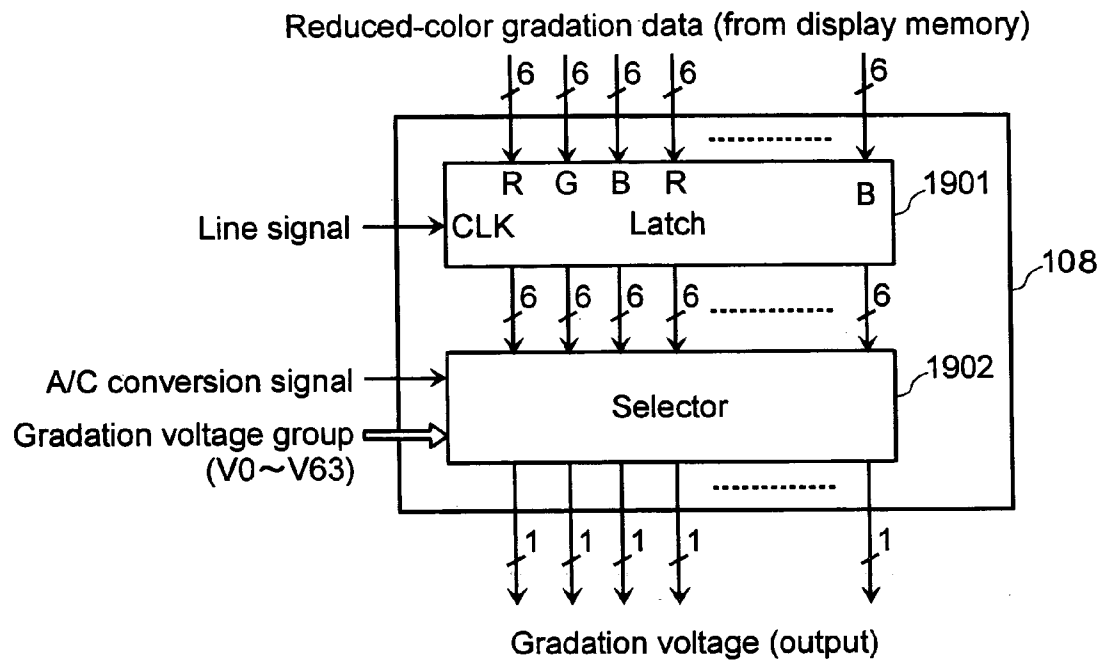 Reduced-color gradation data (from display memory)
6 6 6 6 6
R G B R B
1901
Line signal
CLK Latch
108
6 6 6 6 6
A/C conversion signal
1902
Selector
Gradation voltage group
(V0～V63)
1 1 1 1 1
Gradation voltage (output)